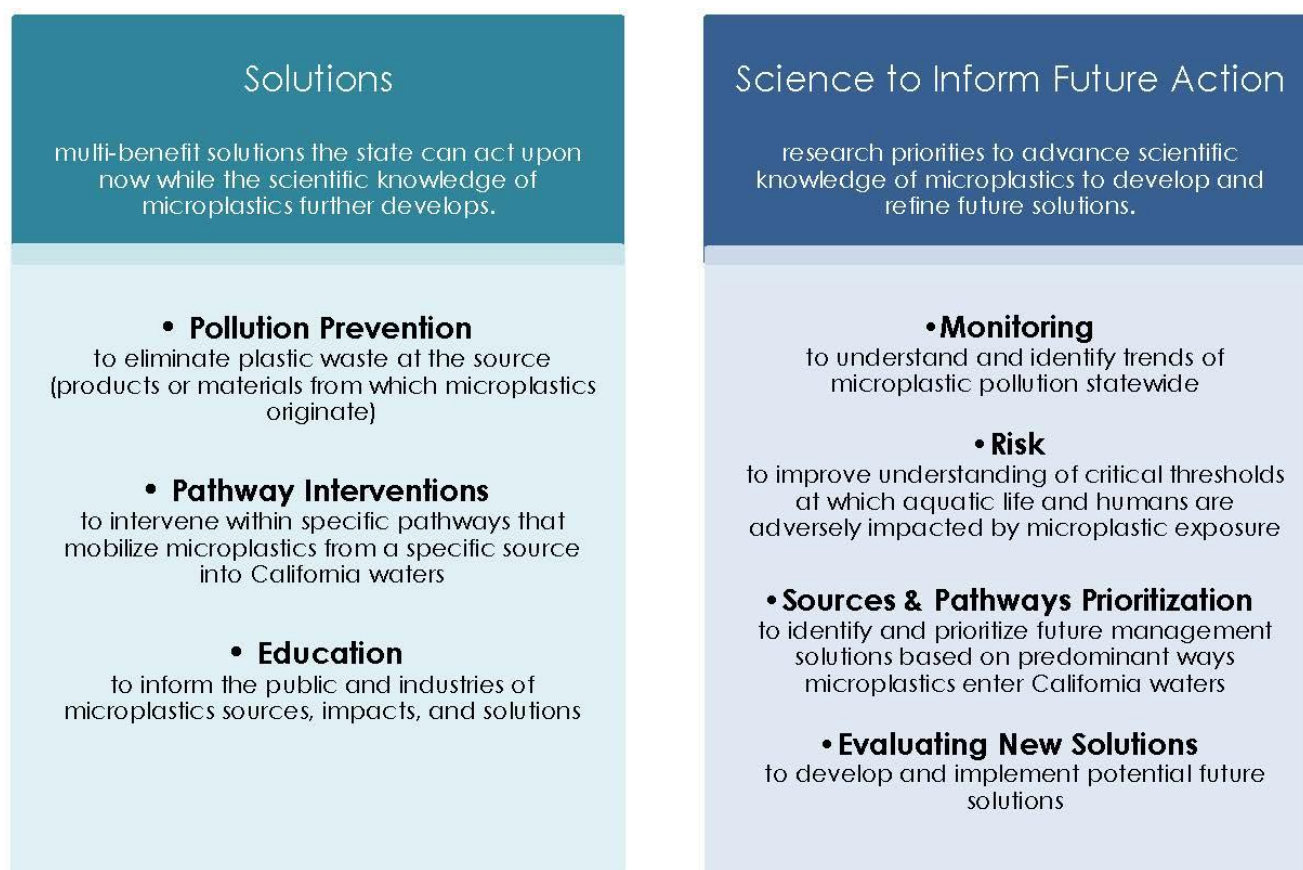 Solutions
multi-benefit solutions the state can act upon
now while the scientific knowledge of
microplastics further develops.
• Pollution Prevention
to eliminate plastic waste at the source
(products or materials from which microplastics
originate)
• Pathway Interventions
to intervene within specific pathways that
mobilize microplastics from a specific source
into California waters
• Education
to inform the public and industries of
microplastics sources, impacts, and solutions
Science to Inform Future Action
research priorities to advance scientific
knowledge of microplastics to develop and
refine future solutions.
•Monitoring
to understand and identify trends of
microplastic pollution statewide
•Risk
to improve understanding of critical thresholds
at which aquatic life and humans are
adversely impacted by microplastic exposure
•Sources & Pathways Prioritization
to identify and prioritize future management
solutions based on predominant ways
microplastics enter California waters
•Evaluating New Solutions
to develop and implement potential future
solutions